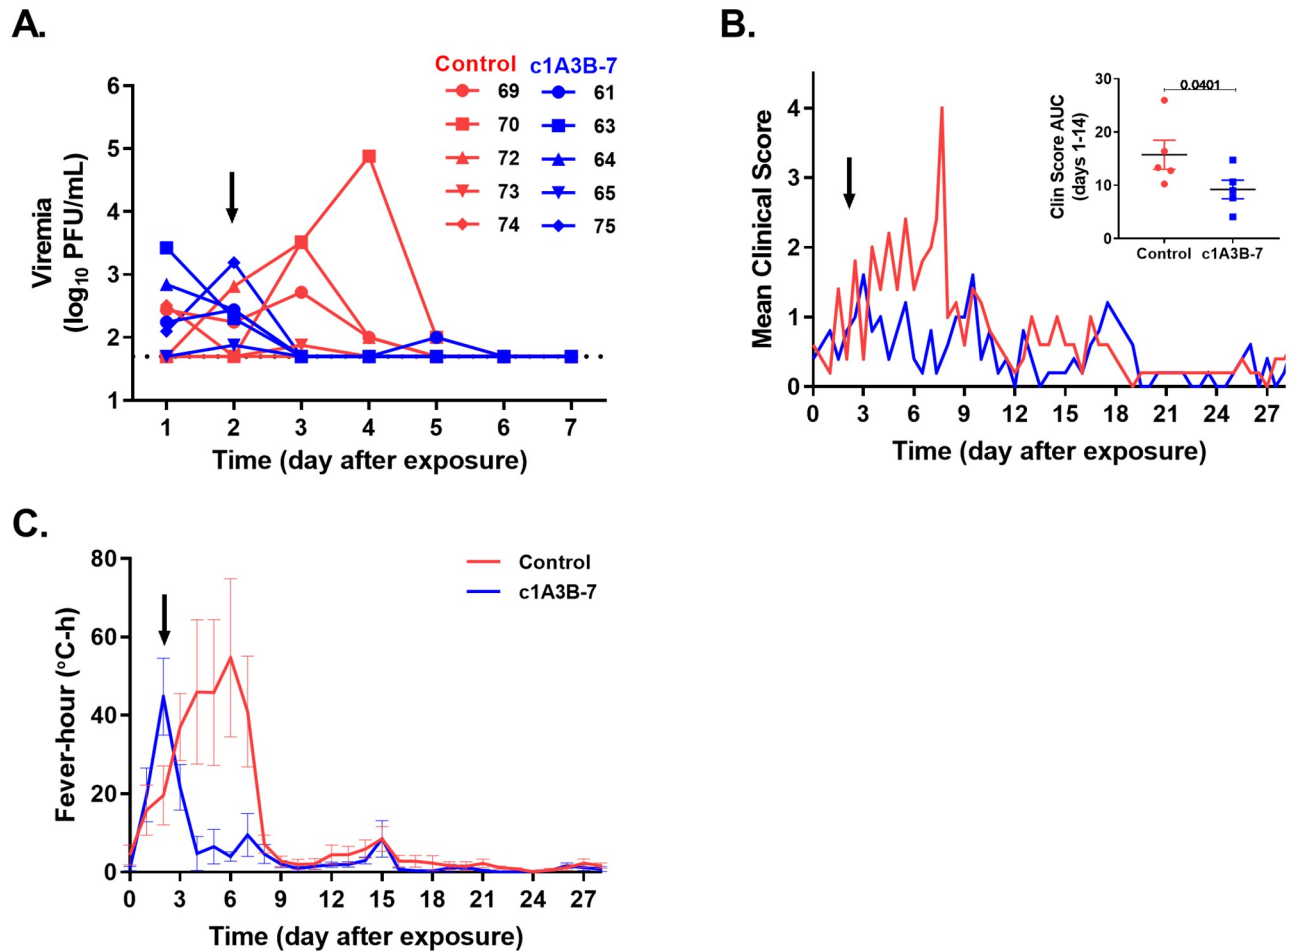 A.
Viremia
(log10 PFU/mL)
6
5
4
3
2
1
1 2 3 4 5 6 7
Time (day after exposure)
Control c1A3B-7
69 61
70 63
72 64
73 65
74 75
B.
Mean Clinical Score
4
3
2
1
0
0 3 6 9 12 15 18 21 24 27
Time (day after exposure)
Clin Score AUC
(days 1-14)
30
20
10
0
0.0401
Control c1A3B-7
C.
Fever-hour (°C-h)
80
60
40
20
0
0 3 6 9 12 15 18 21 24 27
Time (day after exposure)
Control
c1A3B-7